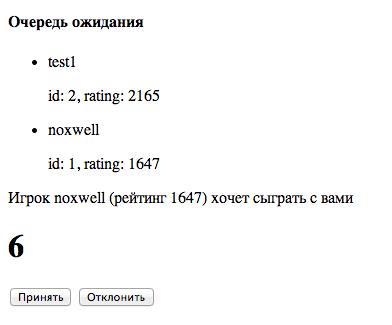 Очередь ожидания
test1
id: 2, rating: 2165
noxwell
id: 1, rating: 1647
Игрок noxwell (рейтинг 1647) хочет сыграть с вами
6
Принять Отклонить